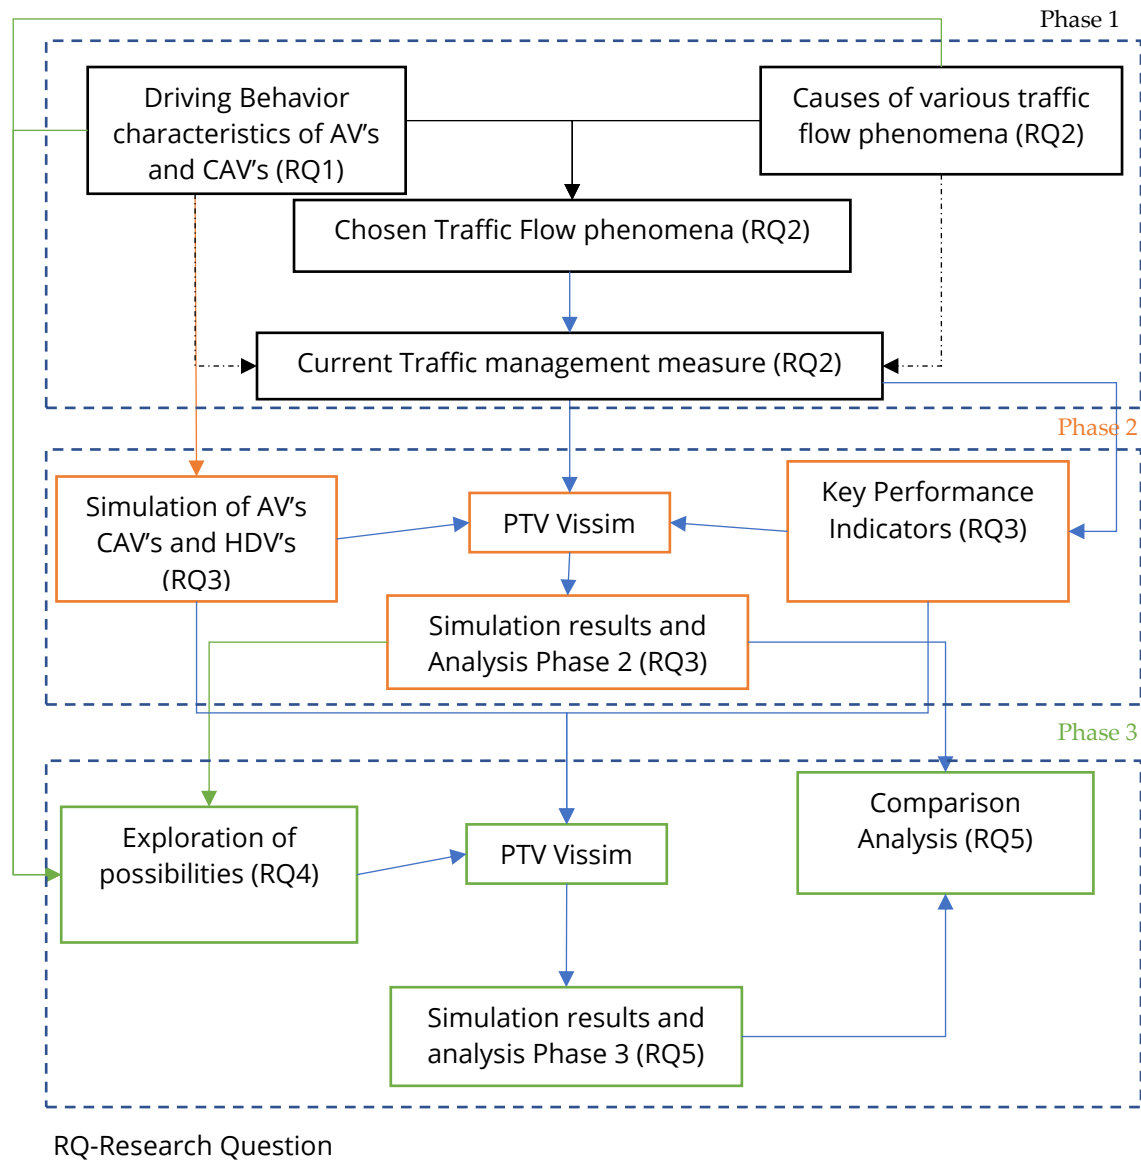 Phase 1
Driving Behavior
characteristics of AV's
and CAV's (RQ1)
Causes of various traffic
flow phenomena (RQ2)
Chosen Traffic Flow phenomena (RQ2)
Current Traffic management measure (RQ2)
Phase 2
Simulation of AV's
CAV's and HDV's
(RQ3)
PTV Vissim
Key Performance
Indicators (RQ3)
Simulation results and
Analysis Phase 2 (RQ3)
Phase 3
Exploration of
possibilities (RQ4)
PTV Vissim
Comparison
Analysis (RQ5)
Simulation results and
analysis Phase 3 (RQ5)
RQ-Research Question